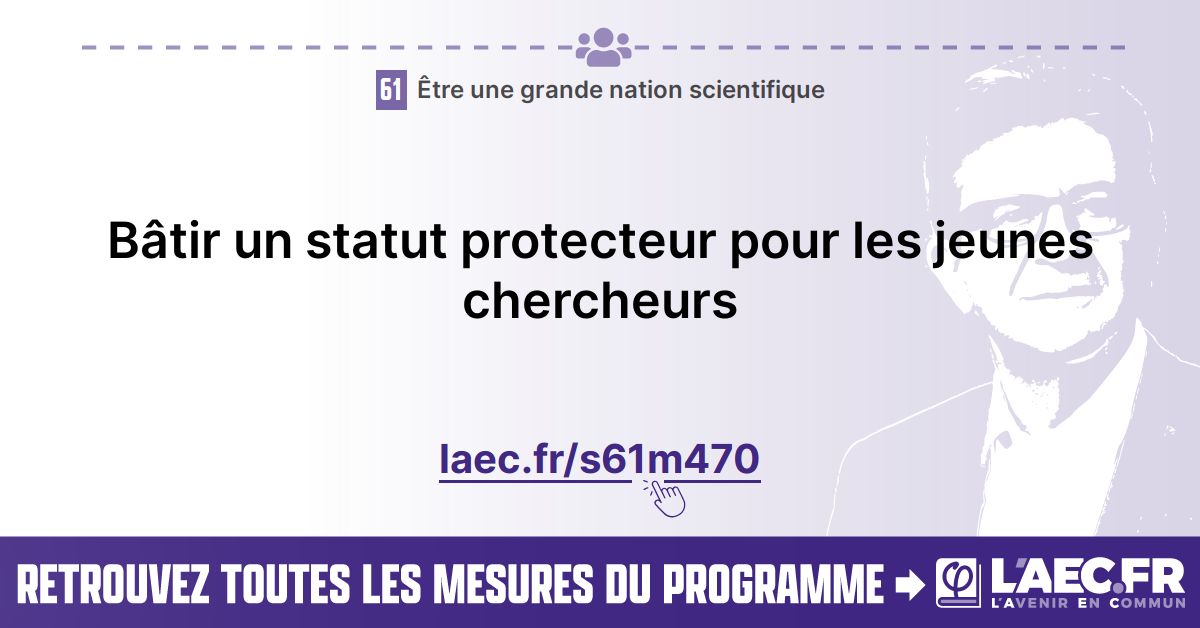 61 Être une grande nation scientifique
Bâtir un statut protecteur pour les jeunes
chercheurs
laec.fr/s61m470
RETROUVEZ TOUTES LES MESURES DU PROGRAMME
φ L'AEC.FR
L'AVENIR EN COMMUN